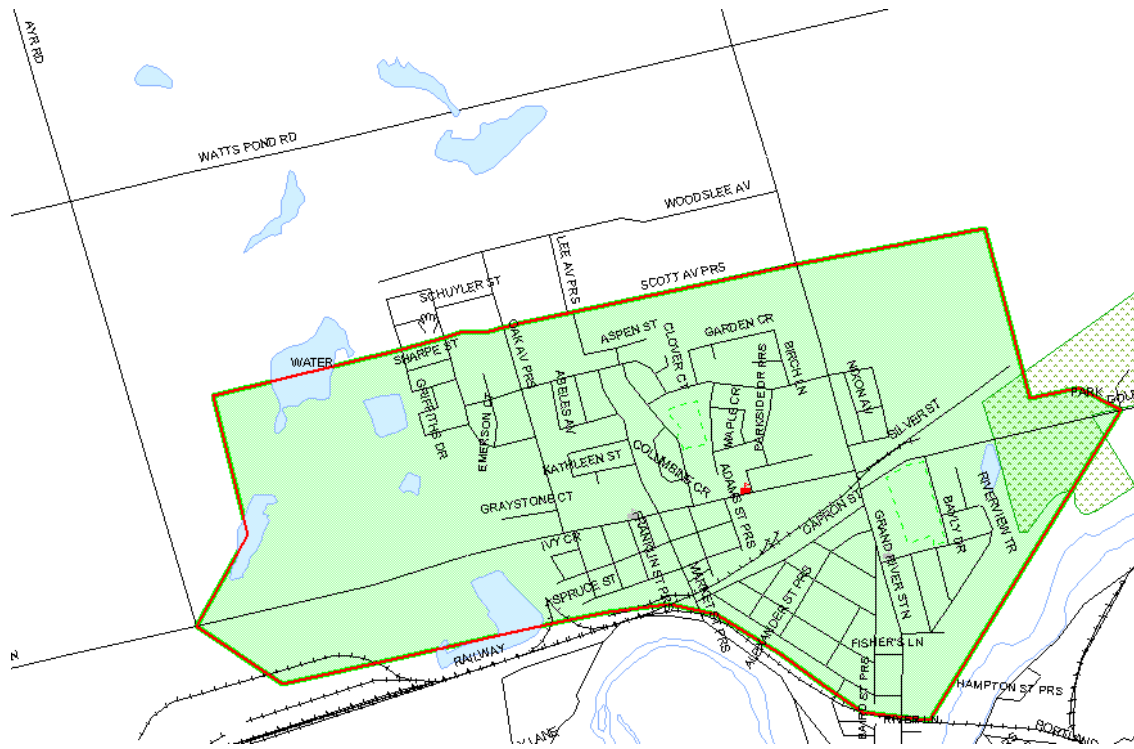 AYR RD
WATTS POND RD
WOODSLEE AV
LEE AV PRS
SCOTT AV PRS
SCHUYLER ST
OAK AV PRS
ASPEN ST
CLOVER CT
GARDEN CR
BIRCH LN
WATER
SHARPE ST
GRIFFITHS DR
EMERSON
ABELES AV
MAPLE CR
PARKSIDE DR PRS
NIXON AV
SILVER ST
PARK
KATHLEEN ST
COLUMBINE CR
ADAMS ST PRS
GRAYSTONE CT
CAPRON ST
GRAND RIVER ST N
BAYLY DR
RIVERVIEW TR
IVY CR
FRANKLIN ST PRS
MARKET ST PRS
SPRUCE ST
ALEXANDER ST PRS
FISHER'S LN
RAILWAY
BAIRD ST PRS
HAMPTON ST PRS
RIVER LN
LANE